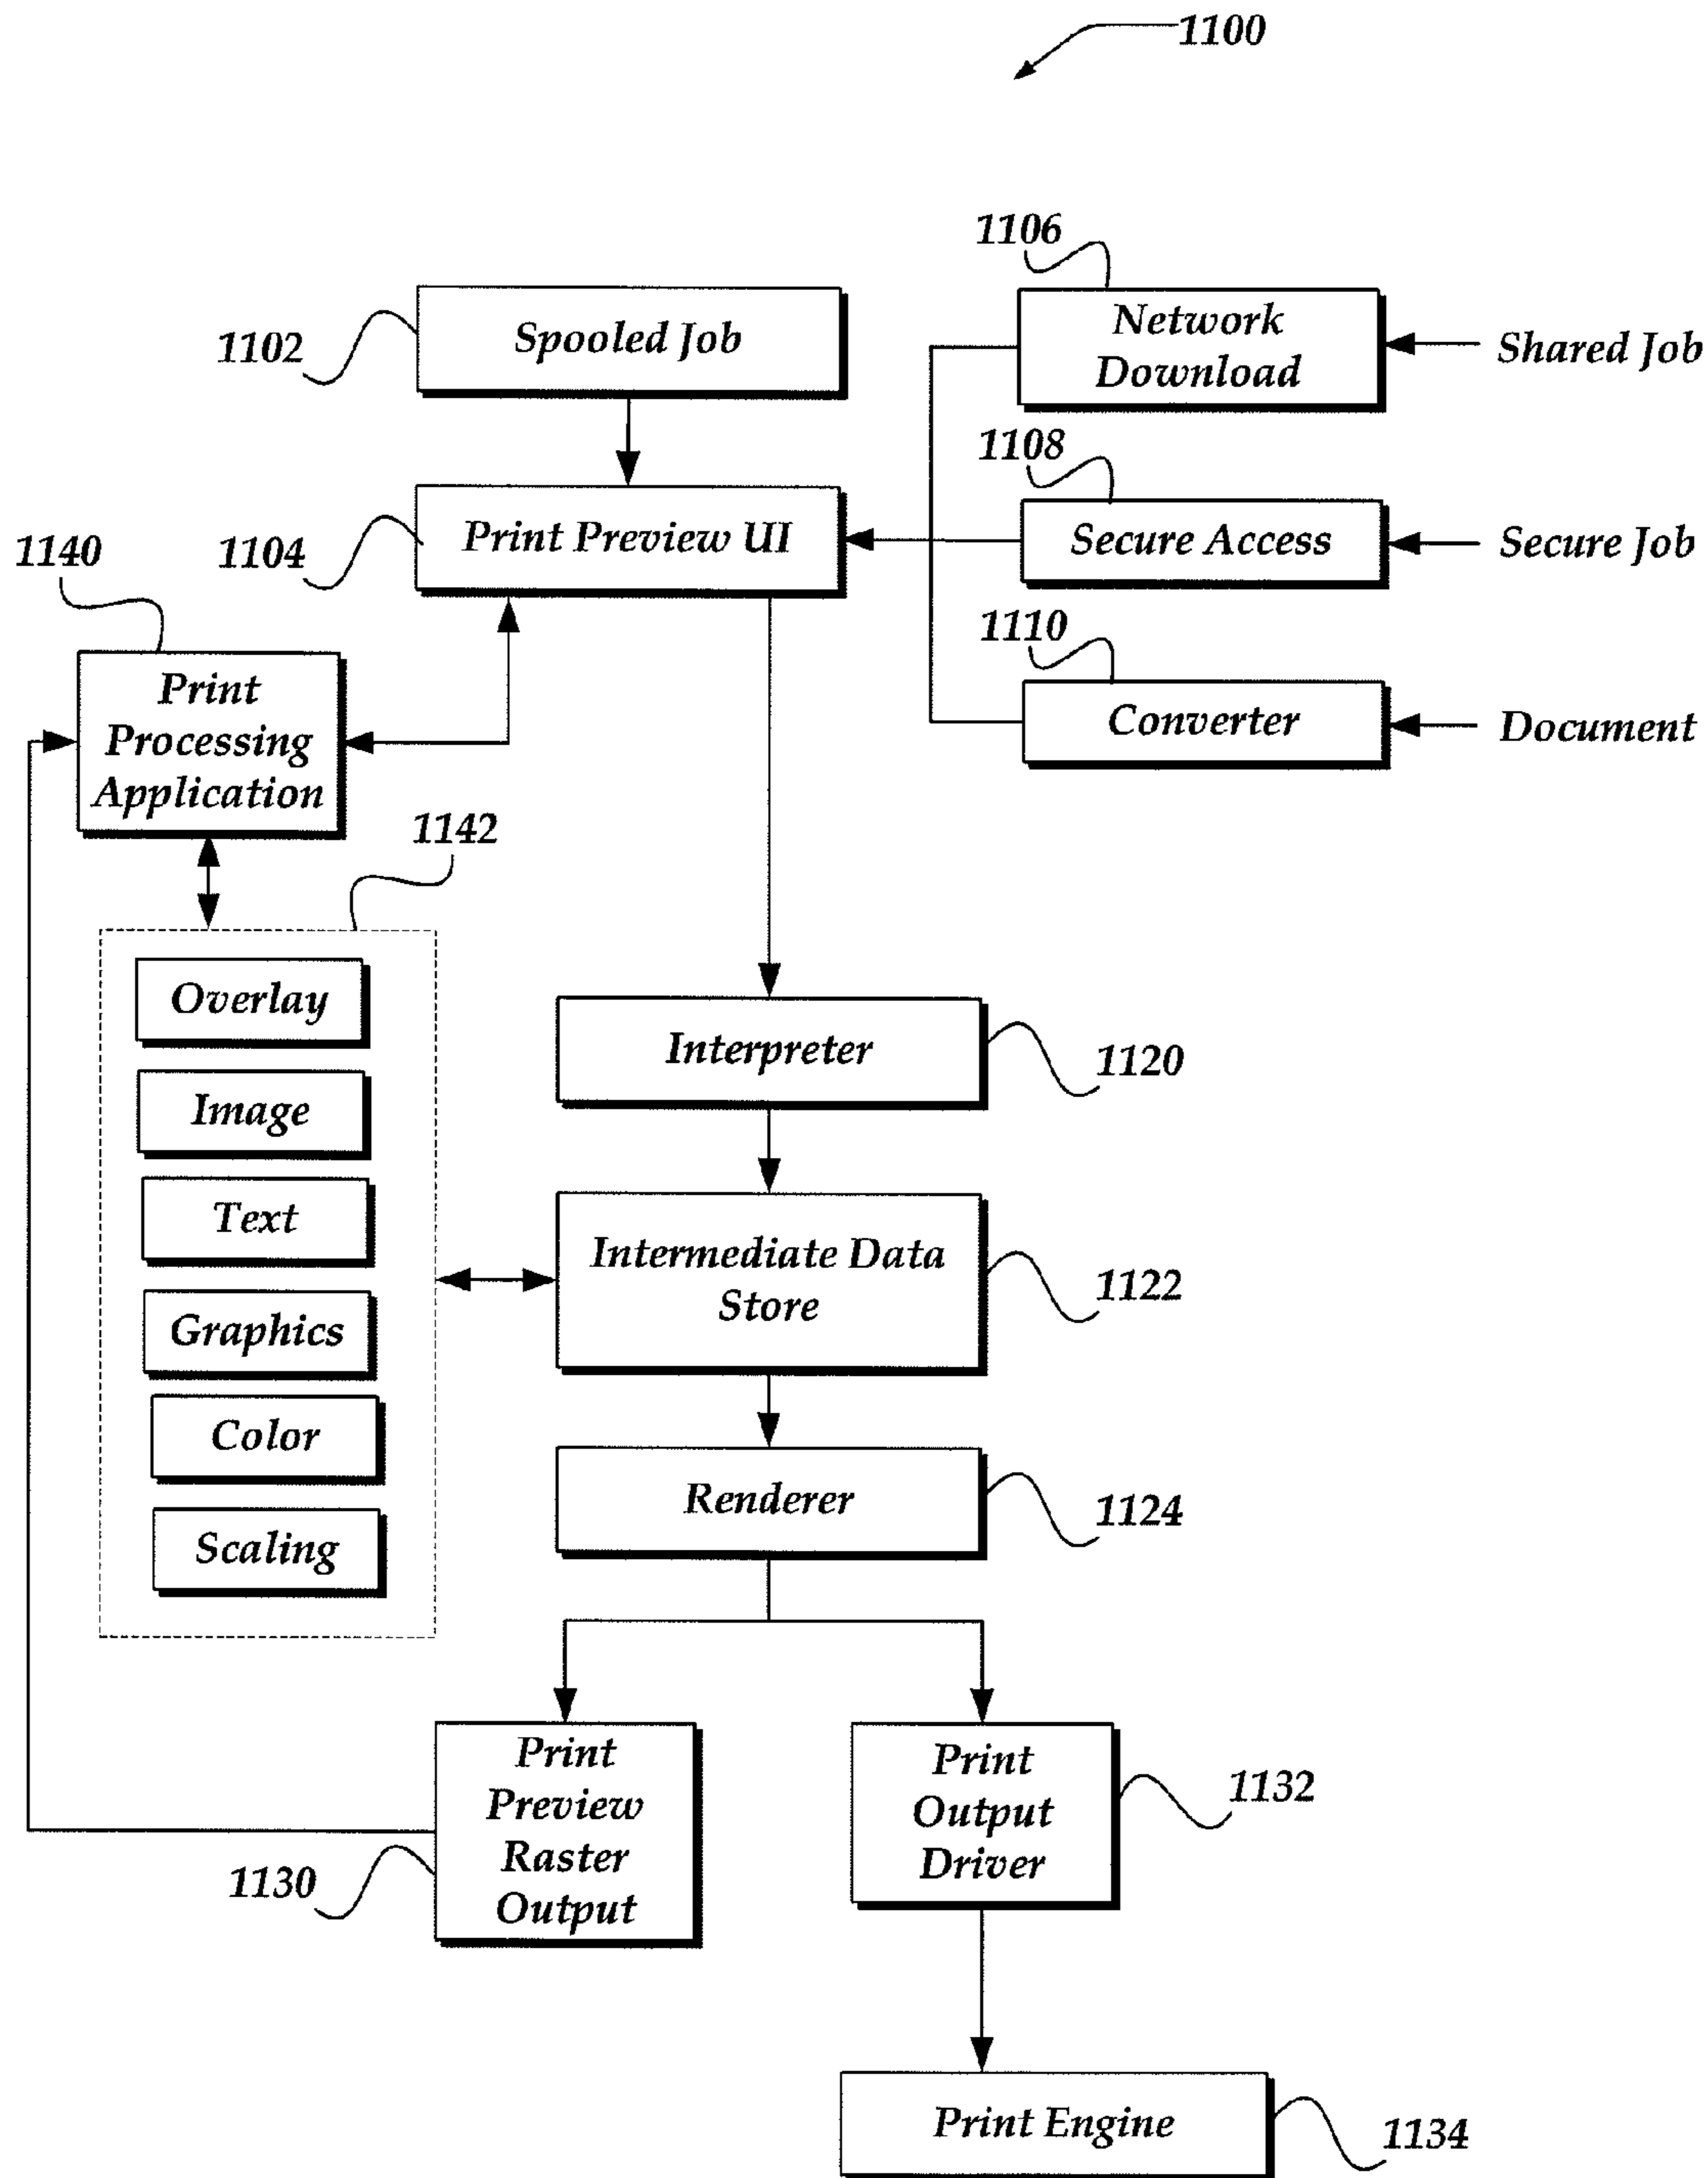 1100
1106
Spooled Job
1102
Network
Download
Shared Job
1108
Print Preview UI
1104
Secure Access
Secure Job
1140
1110
Print
Processing
Application
Converter
Document
1142
Overlay
Interpreter
1120
Image
Text
Intermediate Data
Store
1122
Graphics
Color
Renderer
1124
Scaling
Print
Preview
Raster
Output
1130
Print
Output
Driver
1132
Print Engine
1134